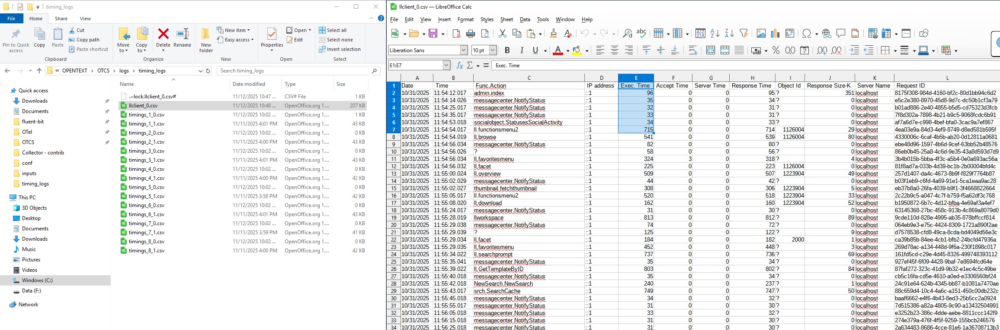 timing_logs
File Home Share View
Pin to Quick access
Copy
Paste
Cut
Copy path
Paste shortcut
Clipboard
Move to
Copy to
Delete
Rename
Organize
New folder
New item
Easy access
New
Properties
Open
Edit
Open
Select all
Select none
Invert selection
Select
« OPENTEXT › OTCS › logs › timing_logs
Search timing_logs
Quick access
Downloads
Documents
fluent-bit
OTel
OTCS
Collector - contrib
conf
inputs
timing_logs
This PC
3D Objects
Desktop
Documents
Downloads
Music
Pictures
Videos
Windows (C:)
Data (F:)
Network
Name Date modified Type Size
.~lock.llclient_0.csv# 11/12/2025 10:47 ... CSV# File 1 KB
llclient_0.csv 11/12/2025 10:48 ... OpenOffice.org 1.... 207 KB
timings_1_0.csv 11/12/2025 10:02 ... OpenOffice.org 1.... 1 KB
timings_1_1.csv 11/11/2025 4:01 PM OpenOffice.org 1.... 43 KB
timings_2_0.csv 11/12/2025 10:02 ... OpenOffice.org 1.... 0 KB
timings_2_1.csv 11/11/2025 4:00 PM OpenOffice.org 1.... 43 KB
timings_3_0.csv 11/12/2025 10:02 ... OpenOffice.org 1.... 0 KB
timings_3_1.csv 11/11/2025 4:01 PM OpenOffice.org 1.... 43 KB
timings_4_0.csv 11/12/2025 10:02 ... OpenOffice.org 1.... 0 KB
timings_4_1.csv 11/11/2025 4:00 PM OpenOffice.org 1.... 42 KB
timings_5_0.csv 11/12/2025 10:02 ... OpenOffice.org 1.... 0 KB
timings_5_1.csv 11/11/2025 3:58 PM OpenOffice.org 1.... 42 KB
timings_6_0.csv 11/12/2025 10:02 ... OpenOffice.org 1.... 0 KB
timings_6_1.csv 11/11/2025 4:01 PM OpenOffice.org 1.... 43 KB
timings_7_0.csv 11/12/2025 10:02 ... OpenOffice.org 1.... 0 KB
timings_7_1.csv 11/11/2025 3:59 PM OpenOffice.org 1.... 41 KB
timings_8_0.csv 11/12/2025 10:02 ... OpenOffice.org 1.... 0 KB
timings_8_1.csv 11/11/2025 4:00 PM OpenOffice.org 1.... 42 KB
llclient_0.csv — LibreOffice Calc
File Edit View Insert Format Styles Sheet Data Tools Window Help
Liberation Sans 10 pt B I U A
E1:E7 fx Σ = Exec. Time
A B C D E F G H I J K L
1 Date Time Func.Action IP address Exec. Time Accept Time Server Time Response Time Object Id Response Size-K Server Name Request ID
2 10/31/2025 11:54:12.017 admin.index ::1 96 0 0 95 ? 351 localhost 8175f308-984d-4160-bf2c-80d1bb94c6d2
3 10/31/2025 11:54:14.026 messagecenter.NotifyStatus ::1 35 0 0 34 ? 0 localhost e5c2e380-8970-45d8-9d7c-dc50b1cf3a79
4 10/31/2025 11:54:25.017 messagecenter.NotifyStatus ::1 32 0 0 31 ? 0 localhost b01ad886-2e40-4855-b5d5-cd75323d3fcb
5 10/31/2025 11:54:35.017 messagecenter.NotifyStatus ::1 33 0 0 31 ? 0 localhost 7f8d302a-7898-4b21-b9c5-9068fcdc6b91
6 10/31/2025 11:54:53.018 socialobject.StatusesSocialActivity ::1 34 0 0 33 ? 0 localhost af7a6d7e-c998-4bef-bfa0-3cac9a7ef867
7 10/31/2025 11:54:54.017 ll.functionsmenu2 ::1 715 0 0 714 1126004 29 localhost 4ea03e9a-84d3-4ef9-8749-d8ed581b595f
8 10/31/2025 11:54:54.019 ll.browse ::1 541 0 0 539 1126004 80 localhost 4330006c-6caf-4b5b-ab20-0d12811a0681
9 10/31/2025 11:54:56.034 messagecenter.NotifyStatus ::1 82 0 0 80 ? 0 localhost ebe48d96-1597-4b6d-9cef-63bb52b48576
10 10/31/2025 11:54:56.026 ? ::1 58 0 0 56 ? 0 localhost 86eb0b45-25a8-4c6d-9e35-43a8d593d7d9
11 10/31/2025 11:54:56.034 ll.favoritesmenu ::1 324 3 0 318 ? 4 localhost 3b4b015b-5bba-4f3c-a5b4-0e0a693ac56a
12 10/31/2025 11:54:56.032 ll.facet ::1 225 0 0 223 1126004 0 localhost 81f8ad7a-033b-4d39-bc1b-2b00004bfd4c
13 10/31/2025 11:55:00.024 ll.overview ::1 509 0 0 507 1223904 49 localhost 257d1407-da4c-4673-8b9f-f829f7764b87
14 10/31/2025 11:55:02.029 messagecenter.NotifyStatus ::1 44 0 0 42 ? 0 localhost b03f1eb9-c6fd-4a69-91e1-5ca1eaa9ac28
15 10/31/2025 11:55:02.027 thumbnail.fetchthumbnail ::1 308 0 0 306 1223904 5 localhost eb37b8a0-26fa-4039-b9f1-3f4668822664
16 10/31/2025 11:55:05.017 ll.functionsmenu2 ::1 520 0 0 518 1223904 33 localhost 2c22b9c5-a047-4c7f-b759-f5a62df3c768
17 10/31/2025 11:55:08.020 ll.download ::1 162 0 0 160 1223904 52 localhost b1950872-6b7c-4d12-bfba-4e69af3a4ef7
18 10/31/2025 11:55:24.017 messagecenter.NotifyStatus ::1 31 0 0 30 ? 0 localhost 63145368-27bc-458c-913b-4c869a8079d0
19 10/31/2025 11:55:28.019 llworkspace ::1 813 0 0 812 ? 89 localhost 9cde110d-828e-4995-ab35-878bffccf814
20 10/31/2025 11:55:29.038 messagecenter.NotifyStatus ::1 74 0 0 72 ? 0 localhost 064eb9e3-e75c-4424-8309-1721a890f2ae
21 10/31/2025 11:55:29.039 ? ::1 125 0 0 122 ? 9 localhost d7578538-cfd8-49ca-8cda-bd4049d56e3c
22 10/31/2025 11:55:29.034 ll.facet ::1 184 0 0 182 2000 1 localhost ca39b85b-84ee-4cb1-bfb2-24bcfd47936a
23 10/31/2025 11:55:29.035 ll.favoritesmenu ::1 452 0 0 448 ? 3 localhost 269d78ac-a134-448d-9f6a-230f1898c017
24 10/31/2025 11:55:34.022 ll.searchprompt ::1 737 0 0 736 ? 69 localhost 161fd5cd-c29e-4d45-8326-499748393112
25 10/31/2025 11:55:35.041 messagecenter.NotifyStatus ::1 35 0 0 34 ? 0 localhost 927ef45f-6f09-4428-9baf-7e8694fcd64e
26 10/31/2025 11:55:39.022 ll.GetTemplateByID ::1 803 0 0 802 ? 84 localhost 87faf272-323c-41d9-9b32-e1ec4c5c49be
27 10/31/2025 11:55:40.018 messagecenter.NotifyStatus ::1 35 0 0 34 ? 0 localhost cb5c16fa-cd5e-4610-a0ed-e3306560bf24
28 10/31/2025 11:55:42.018 NewSearch.NewSearch ::1 240 0 0 237 ? 1 localhost 24c91e64-624b-4345-bb87-b1081a7470ae
29 10/31/2025 11:55:43.017 srch.SearchCache ::1 749 0 0 747 ? 50 localhost 88c659d4-10c4-4a6c-a151-450c00db232c
30 10/31/2025 11:55:45.018 messagecenter.NotifyStatus ::1 34 0 0 32 ? 0 localhost baaf6662-e4f6-4b43-8ed3-25b5cc2a0924
31 10/31/2025 11:55:55.017 messagecenter.NotifyStatus ::1 31 0 0 30 ? 0 localhost 7d515386-a82a-4805-9c90-a13432504991
32 10/31/2025 11:56:05.018 messagecenter.NotifyStatus ::1 33 0 0 32 ? 0 localhost e3252b23-386c-4dde-aebe-8811ccc142f9
33 10/31/2025 11:56:15.018 messagecenter.NotifyStatus ::1 31 0 0 30 ? 0 localhost 274e379a-476f-4f5f-9259-155bcb246576
34 10/31/2025 11:56:25.018 messagecenter.NotifyStatus ::1 31 0 0 30 ? 0 localhost 2a634483-8686-4cce-81e6-1a36708713b3